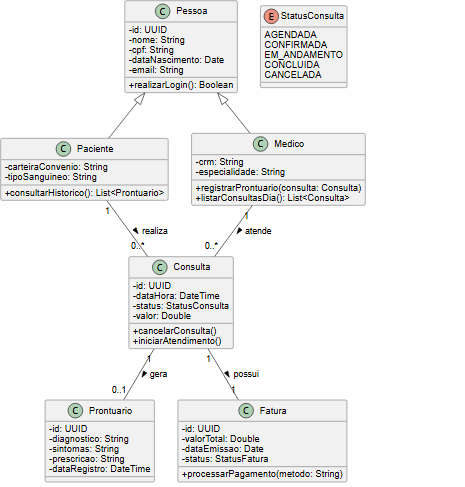 C Pessoa
-id: UUID
-nome: String
-cpf: String
-dataNascimento: Date
-email: String
+realizarLogin(): Boolean
E StatusConsulta
AGENDADA
CONFIRMADA
EM_ANDAMENTO
CONCLUIDA
CANCELADA
C Paciente
-carteiraConvenio: String
-tipoSanguineo: String
+consultarHistorico(): List<Prontuario>
C Medico
-crm: String
-especialidade: String
+registrarProntuario(consulta: Consulta)
+listarConsultasDia(): List<Consulta>
1
realiza
0..*
1
atende
0..*
C Consulta
-id: UUID
-dataHora: DateTime
-status: StatusConsulta
-valor: Double
+cancelarConsulta()
+iniciarAtendimento()
1
gera
0..1
1
possui
1
C Prontuario
-id: UUID
-diagnostico: String
-sintomas: String
-prescricao: String
-dataRegistro: DateTime
C Fatura
-id: UUID
-valorTotal: Double
-dataEmissao: Date
-status: StatusFatura
+processarPagamento(metodo: String)